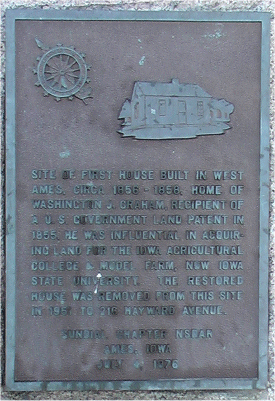 SITE OF FIRST HOUSE BUILT IN WEST
AMES, CIRCA 1856 - 1858, HOME OF
WASHINGTON J. GRAHAM, RECIPIENT OF
A U.S. GOVERNMENT LAND PATENT IN
1855. HE WAS INFLUENTIAL IN ACQUIR-
ING LAND FOR THE IOWA AGRICULTURAL
COLLEGE & MODEL FARM, NOW IOWA
STATE UNIVERSITY. THE RESTORED
HOUSE WAS REMOVED FROM THIS SITE
IN TO HAYWARD AVENUE.
SUNDIAL CHAPTER NSDAR
AMES, IOWA
JULY 4, 1976